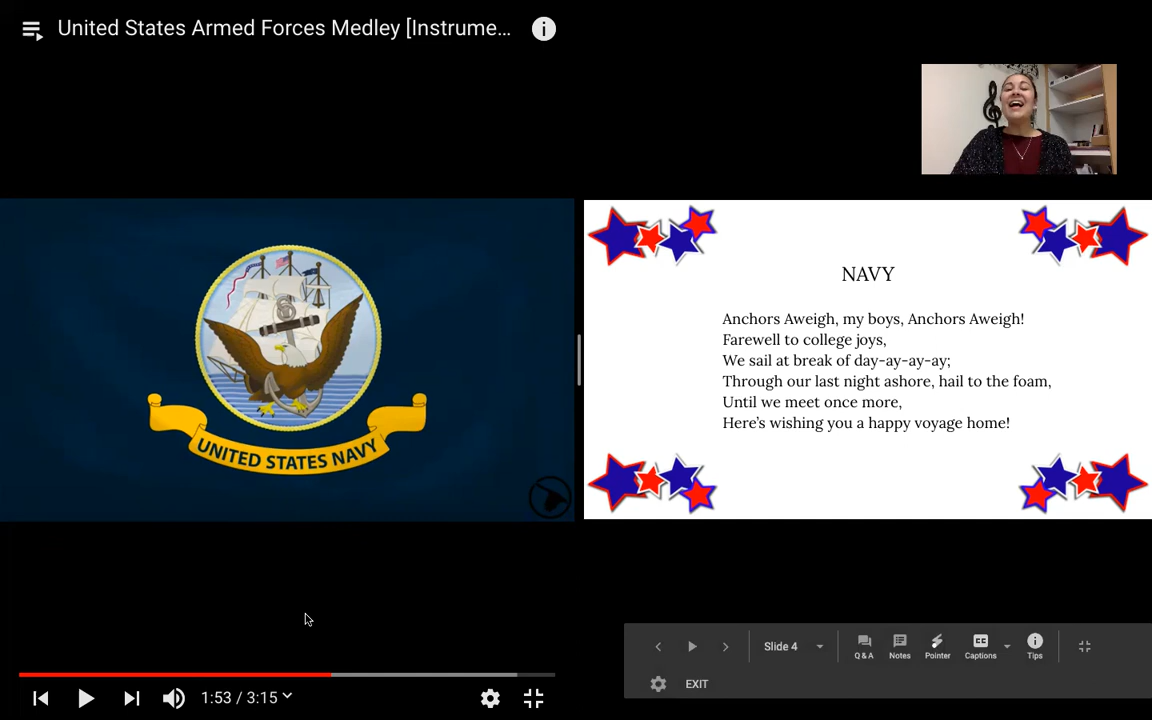 United States Armed Forces Medley [Instrume...
UNITED STATES NAVY
NAVY
Anchors Aweigh, my boys, Anchors Aweigh!
Farewell to college joys,
We sail at break of day-ay-ay-ay;
Through our last night ashore, hail to the foam,
Until we meet once more,
Here's wishing you a happy voyage home!
Slide 4
Q & A
Notes
Pointer
Captions
Tips
EXIT
1:53 / 3:15